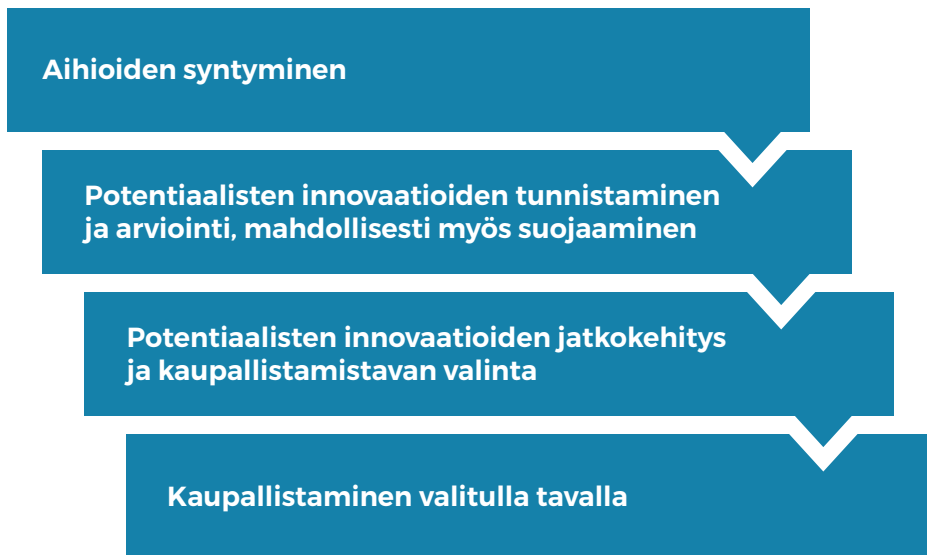 Aihioiden syntyminen
Potentiaalisten innovaatioiden tunnistaminen
ja arviointi, mahdollisesti myös suojaaminen
Potentiaalisten innovaatioiden jatkokehitys
ja kaupallistamistavan valinta
Kaupallistaminen valitulla tavalla